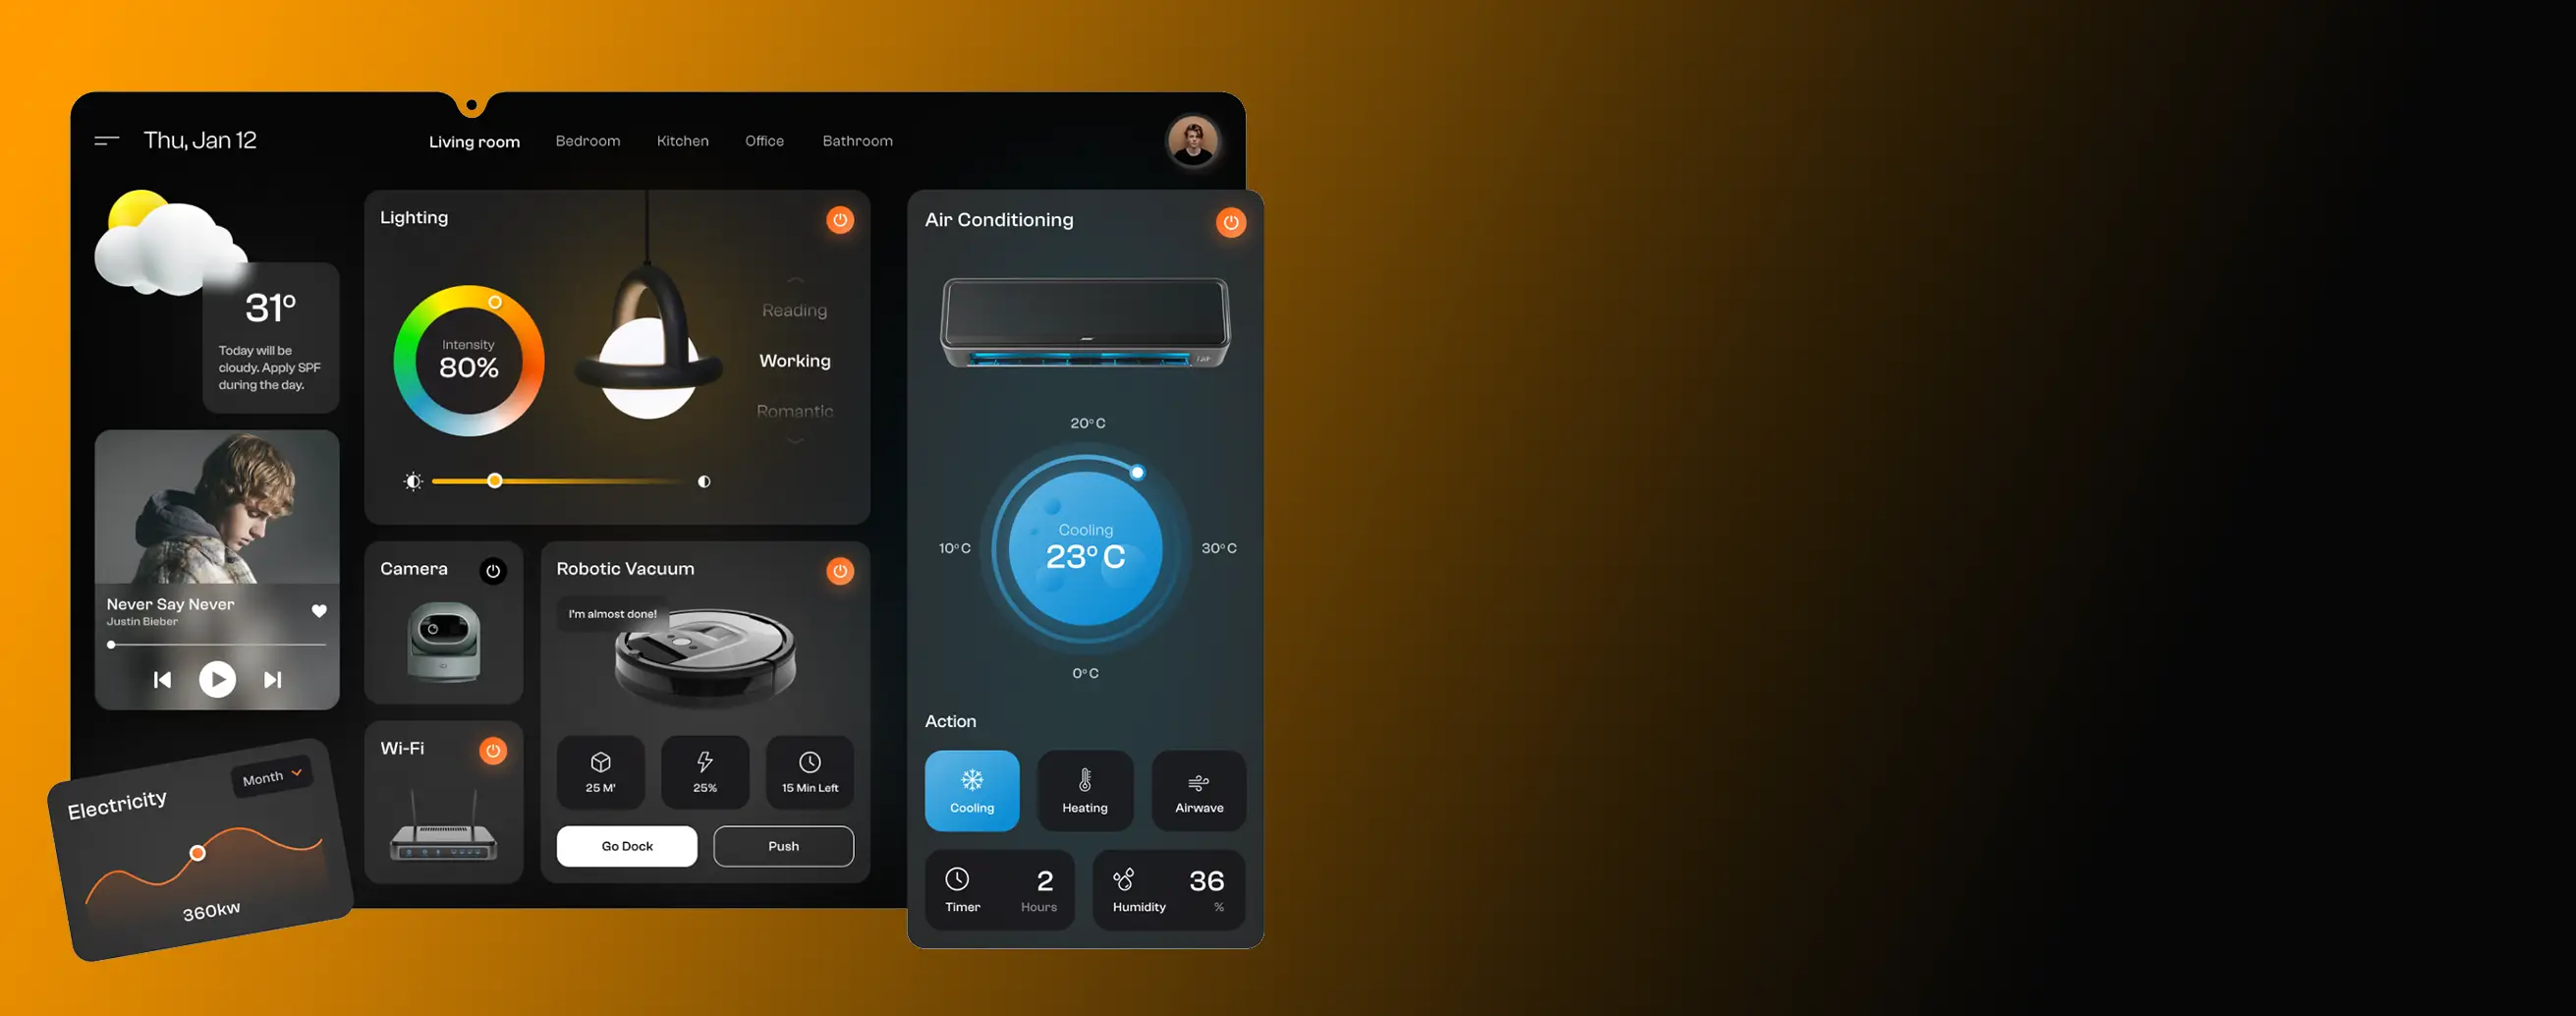 Thu, Jan 12
Living room
Bedroom
Kitchen
Office
Bathroom
31°
Today will be
cloudy. Apply SPF
during the day.
Never Say Never
Justin Bieber
Electricity
Month
360kw
Lighting
Intensity
80%
Reading
Working
Romantic
Camera
Wi-Fi
Robotic Vacuum
I'm almost done!
25 M'
25%
15 Min Left
Go Dock
Push
Air Conditioning
20°C
10°C
Cooling
23°C
30°C
0°C
Action
Cooling
Heating
Airwave
Timer
2
Hours
Humidity
36
%